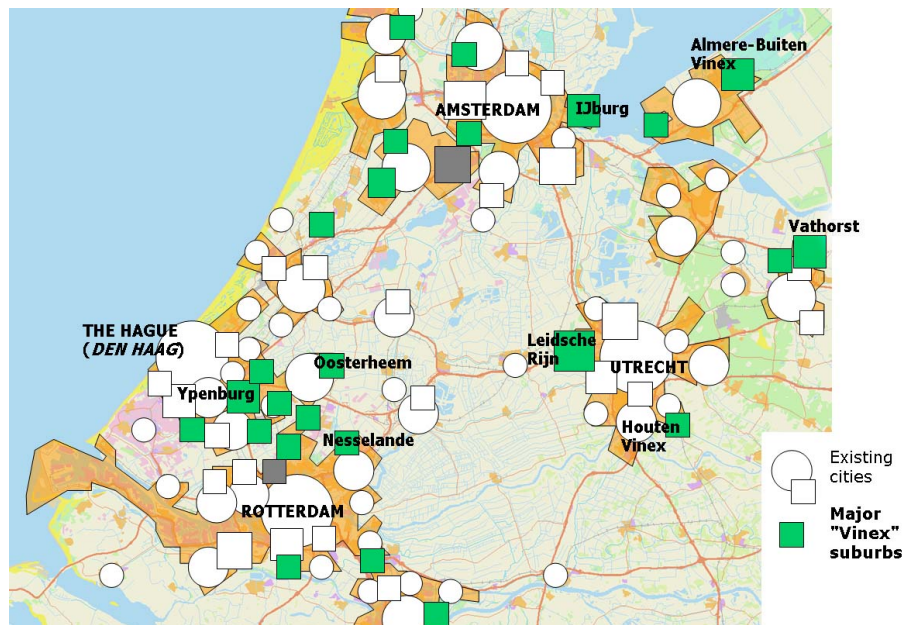 Almere-Buiten
Vinex
AMSTERDAM
IJburg
Vathorst
THE HAGUE
(DEN HAAG)
Leidsche
Rijn
Oosterheem
UTRECHT
Ypenburg
Houten
Vinex
Nesselande
ROTTERDAM
Existing
cities
Major
"Vinex"
suburbs